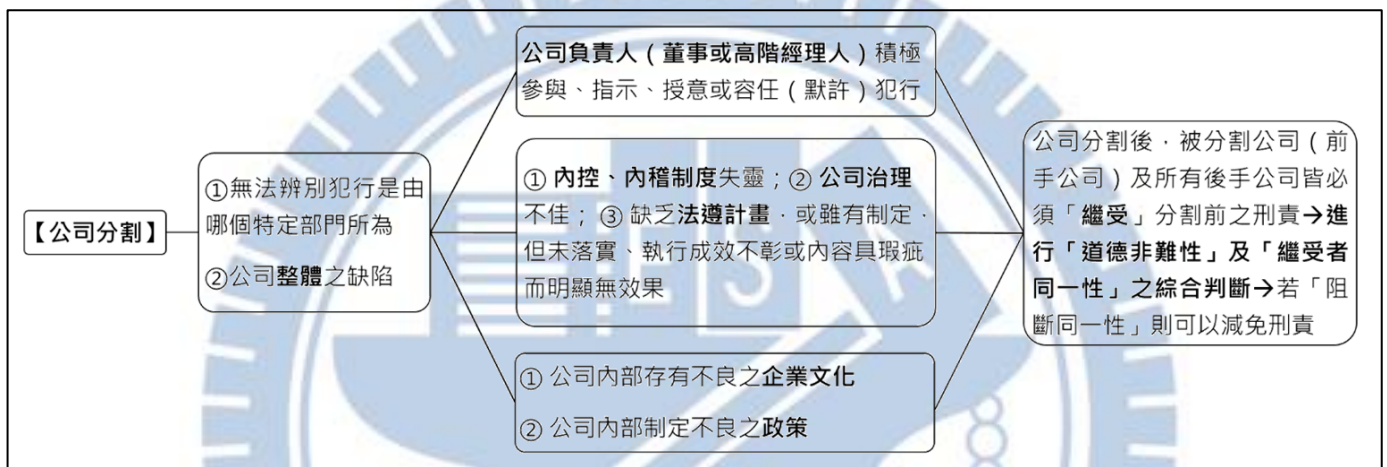 【公司分割】
①無法辨別犯行是由
哪個特定部門所為
②公司整體之缺陷
公司負責人（董事或高階經理人）積極
參與、指示、授意或容任（默許）犯行
① 內控、內稽制度失靈；② 公司治理
不佳；③ 缺乏法遵計畫，或雖有制定，
但未落實、執行成效不彰或內容具瑕疵
而明顯無效果
① 公司內部存有不良之企業文化
② 公司內部制定不良之政策
公司分割後，被分割公司（前
手公司）及所有後手公司皆必
須「繼受」分割前之刑責→進
行「道德非難性」及「繼受者
同一性」之綜合判斷→若「阻
斷同一性」則可以減免刑責
ESA